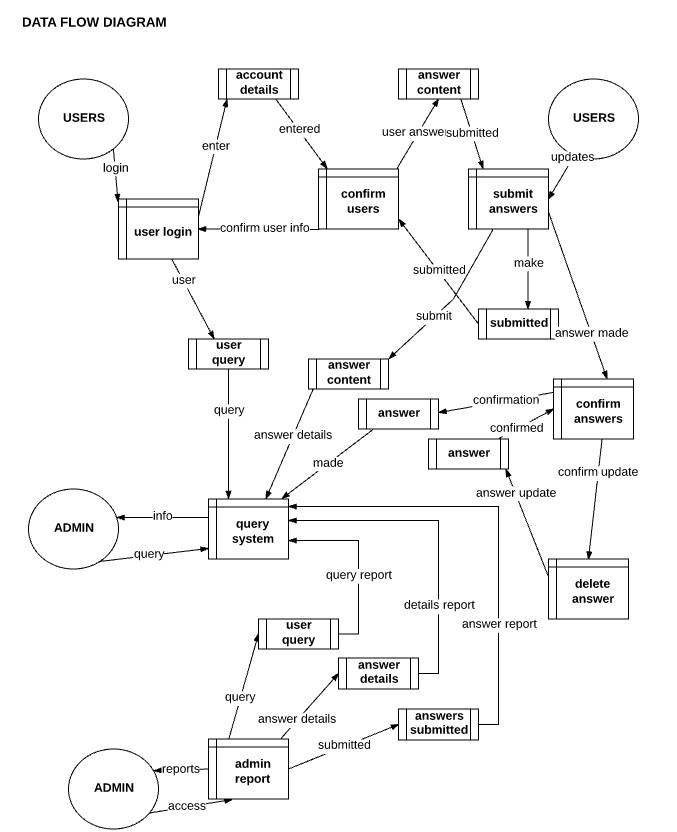 DATA FLOW DIAGRAM
account
details
answer
content
USERS
USERS
entered
user answe
submitted
enter
updates
login
confirm
users
submit
answers
user login
confirm user info
make
submitted
user
submit
submitted
answer made
user
query
answer
content
confirmation
answer
confirm
answers
query
confirmed
answer details
answer
made
confirm update
answer update
info
ADMIN
query
system
query
query report
delete
answer
details report
answer report
user
query
answer
details
query
answer details
answers
submitted
submitted
reports
admin
report
ADMIN
access